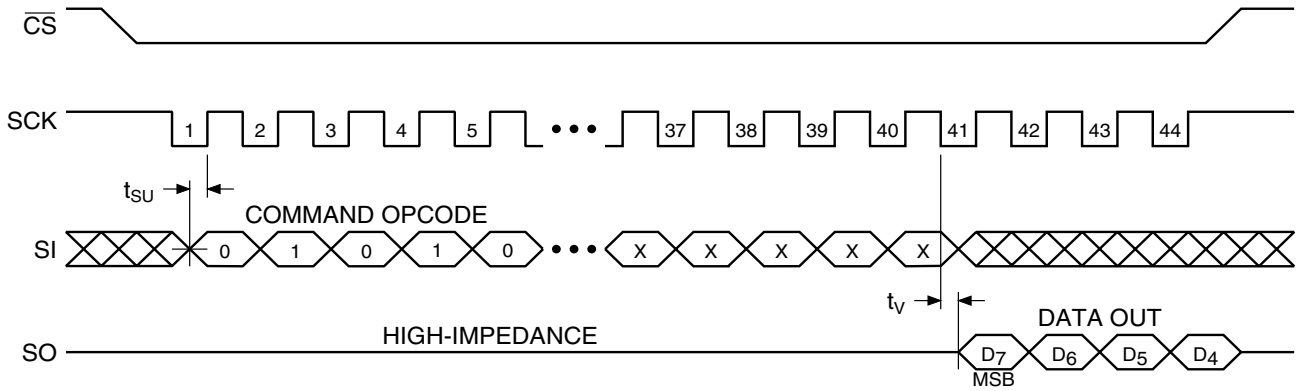 CS
SCK 1 2 3 4 5 ••• 37 38 39 40 41 42 43 44
tSU
COMMAND OPCODE
SI 0 1 0 1 0 ••• X X X X X
tV
HIGH-IMPEDANCE DATA OUT
SO D7 D6 D5 D4
MSB